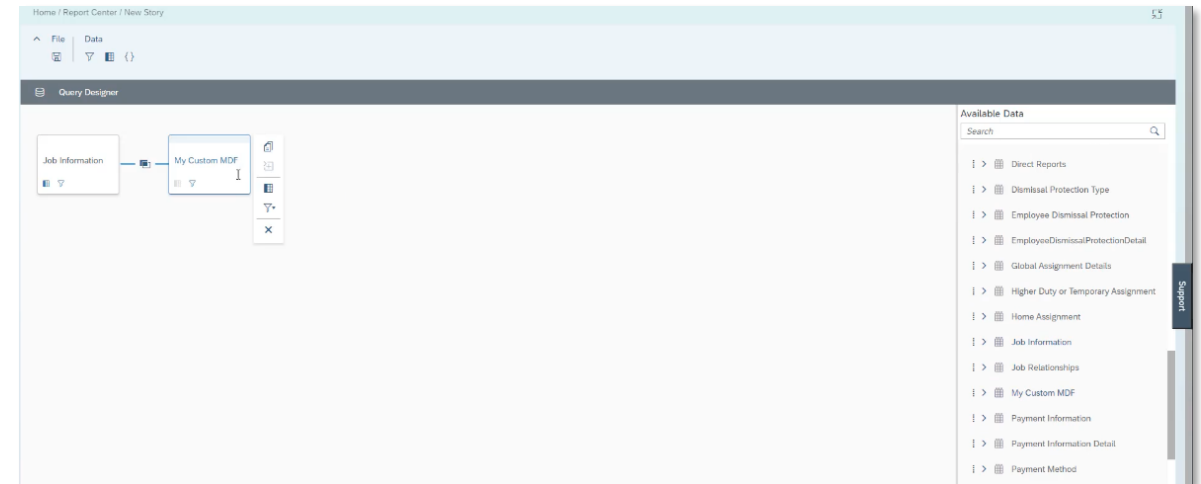 Home / Report Center / New Story
File Data
Query Designer
Available Data
Search
Job Information
My Custom MDF
Direct Reports
Dismissal Protection Type
Employee Dismissal Protection
EmployeeDismissalProtectionDetail
Global Assignment Details
Higher Duty or Temporary Assignment
Home Assignment
Job Information
Job Relationships
My Custom MDF
Payment Information
Payment Information Detail
Payment Method
Support